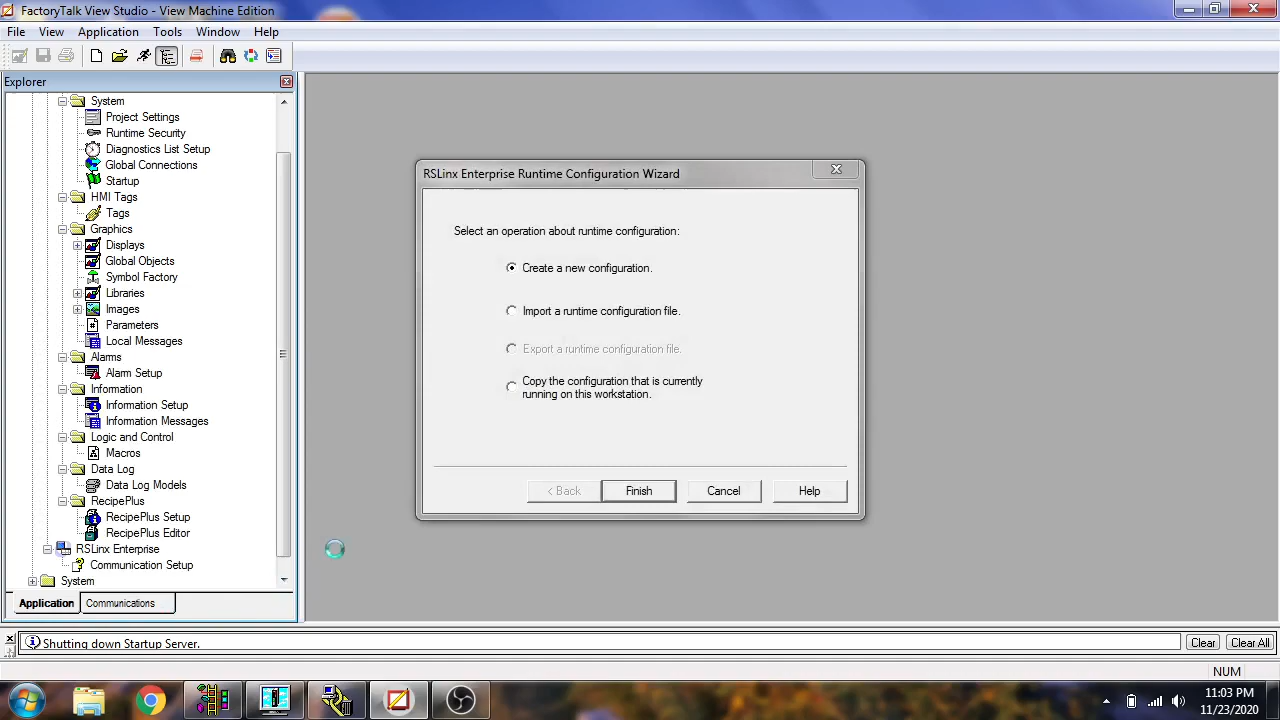 FactoryTalk View Studio - View Machine Edition
File View Application Tools Window Help
Explorer
System
Project Settings
Runtime Security
Diagnostics List Setup
Global Connections
Startup
HMI Tags
Tags
Graphics
Displays
Global Objects
Symbol Factory
Libraries
Images
Parameters
Local Messages
Alarms
Alarm Setup
Information
Information Setup
Information Messages
Logic and Control
Macros
Data Log
Data Log Models
RecipePlus
RecipePlus Setup
RecipePlus Editor
RSLinx Enterprise
Communication Setup
System
Application Communications
RSLinx Enterprise Runtime Configuration Wizard
Select an operation about runtime configuration:
Create a new configuration.
Import a runtime configuration file.
Export a runtime configuration file.
Copy the configuration that is currently
running on this workstation.
< Back Finish Cancel Help
Shutting down Startup Server.
Clear Clear All
NUM
11:03 PM
11/23/2020